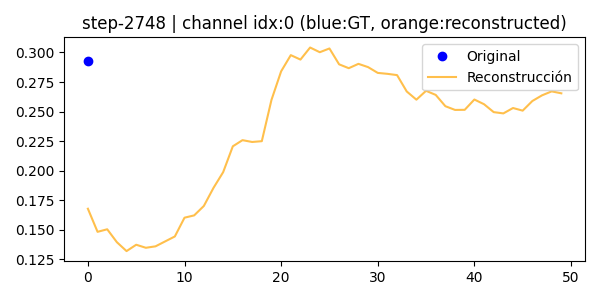 step-2748 | channel idx:0 (blue:GT, orange:reconstructed)
0.300
0.275
0.250
0.225
0.200
0.175
0.150
0.125
0 10 20 30 40 50
Original
Reconstrucción